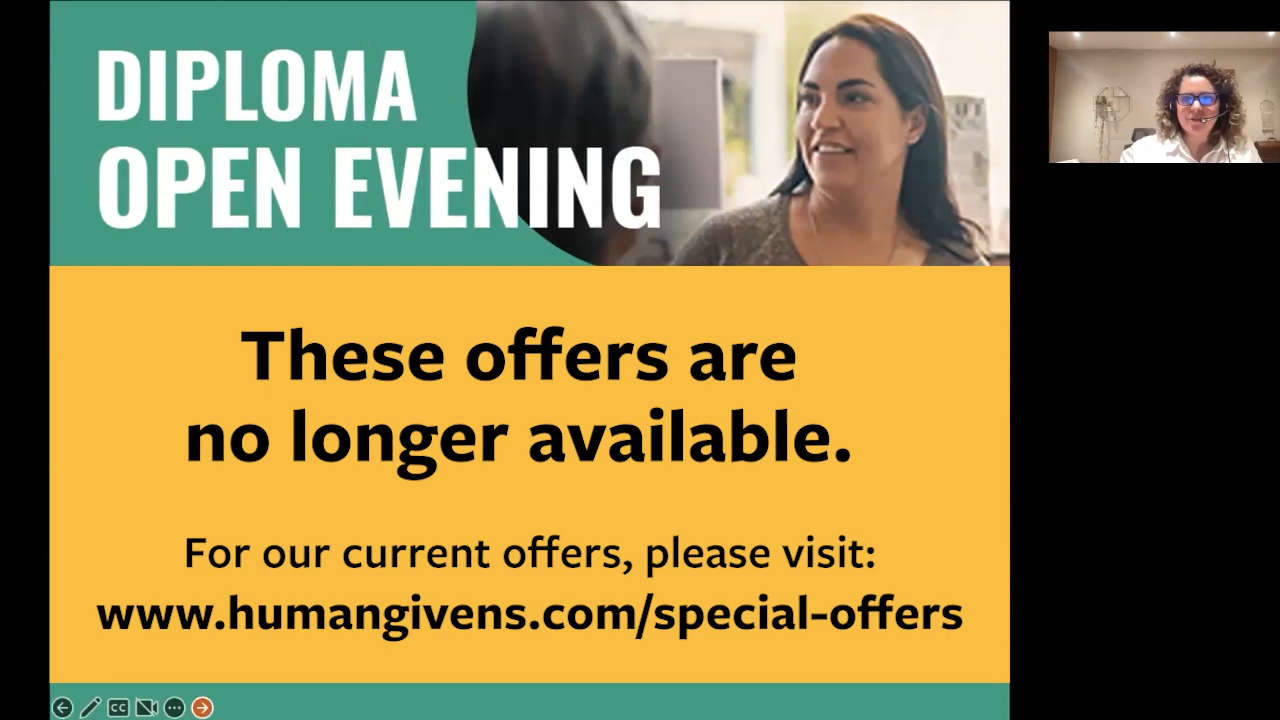 DIPLOMA
OPEN EVENING
These offers are
no longer available.
For our current offers, please visit:
www.humangivens.com/special-offers
CC